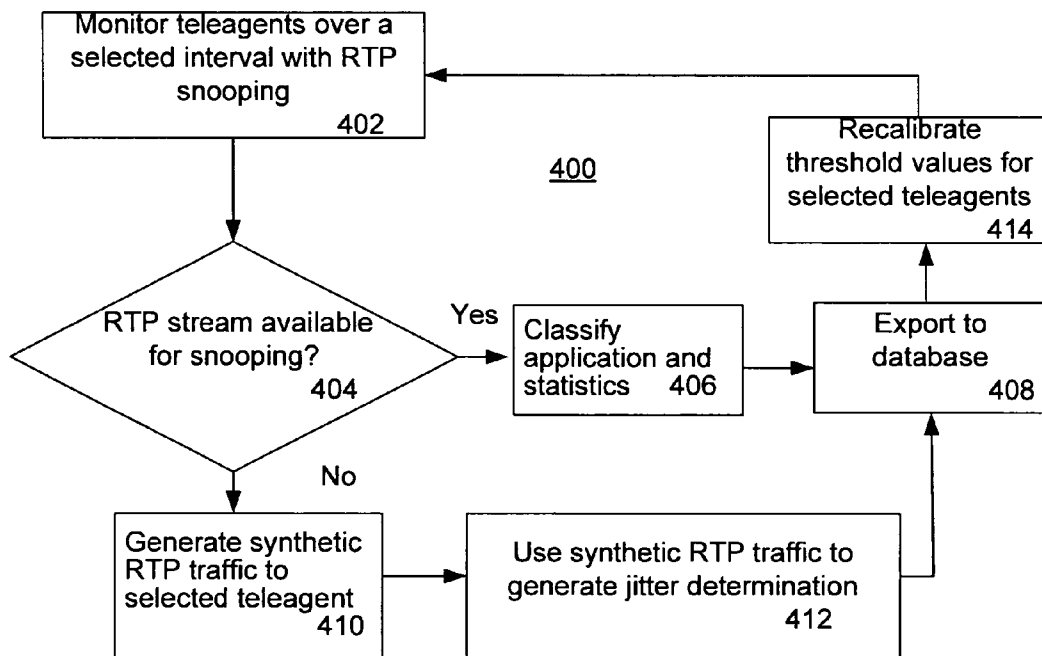 Monitor teleagents over a
selected interval with RTP
snooping
402
400
Recalibrate
threshold values for
selected teleagents
414
RTP stream available
for snooping?
404
Yes
Classify
application and
statistics 406
Export to
database
408
No
Generate synthetic
RTP traffic to
selected teleagent
410
Use synthetic RTP traffic to
generate jitter determination
412